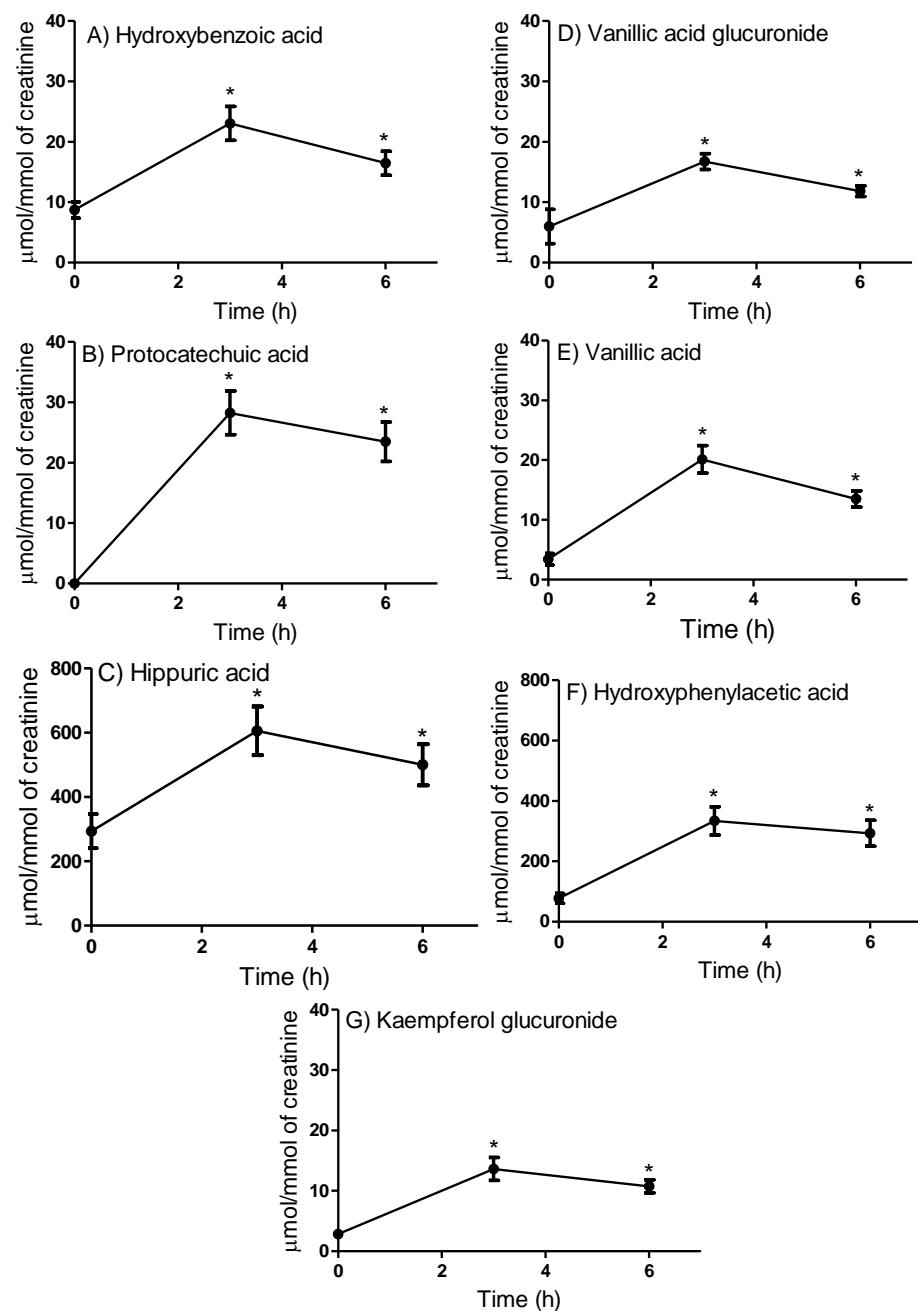 A) Hydroxybenzoic acid
μmol/mmol of creatinine
40
30
20
10
0
*
*
0 2 4 6
Time (h)
D) Vanillic acid glucuronide
μmol/mmol of creatinine
40
30
20
10
0
*
*
0 2 4 6
Time (h)
B) Protocatechuic acid
μmol/mmol of creatinine
40
30
20
10
0
*
*
0 2 4 6
Time (h)
E) Vanillic acid
μmol/mmol of creatinine
40
30
20
10
0
*
*
0 2 4 6
Time (h)
C) Hippuric acid
μmol/mmol of creatinine
800
600
400
200
0
*
*
0 2 4 6
Time (h)
F) Hydroxyphenylacetic acid
μmol/mmol of creatinine
800
600
400
200
0
*
*
0 2 4 6
Time (h)
G) Kaempferol glucuronide
μmol/mmol of creatinine
40
30
20
10
0
*
*
0 2 4 6
Time (h)